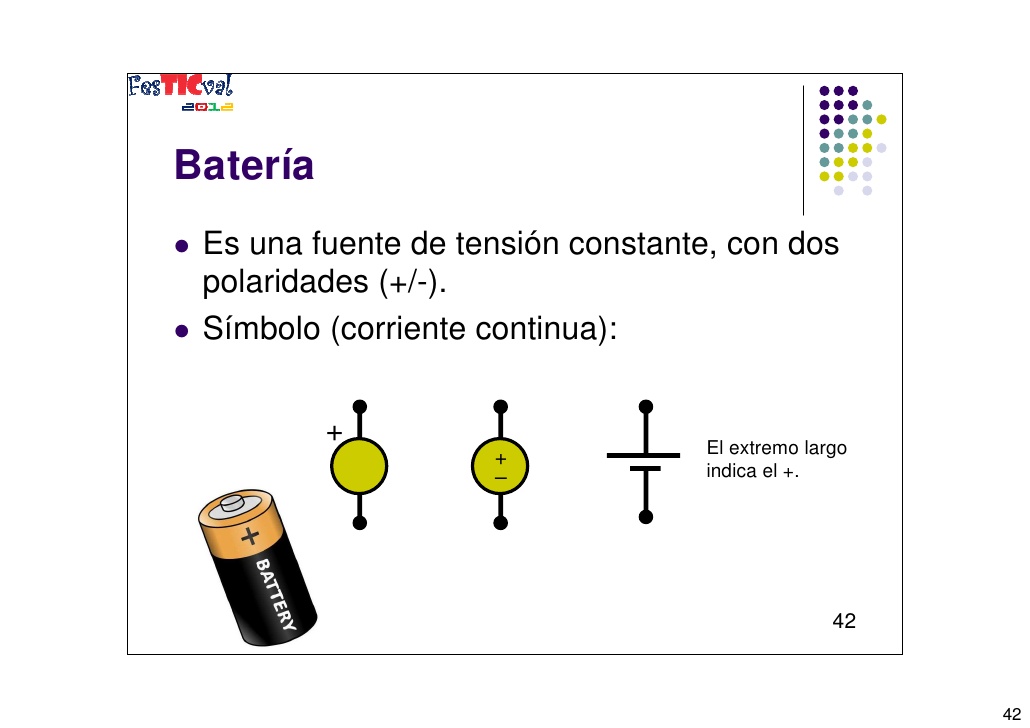 FesTICval
2012
Batería
Es una fuente de tensión constante, con dos
polaridades (+/-).
Símbolo (corriente continua):
+
+
–
El extremo largo
indica el +.
+
BATTERY
42
42